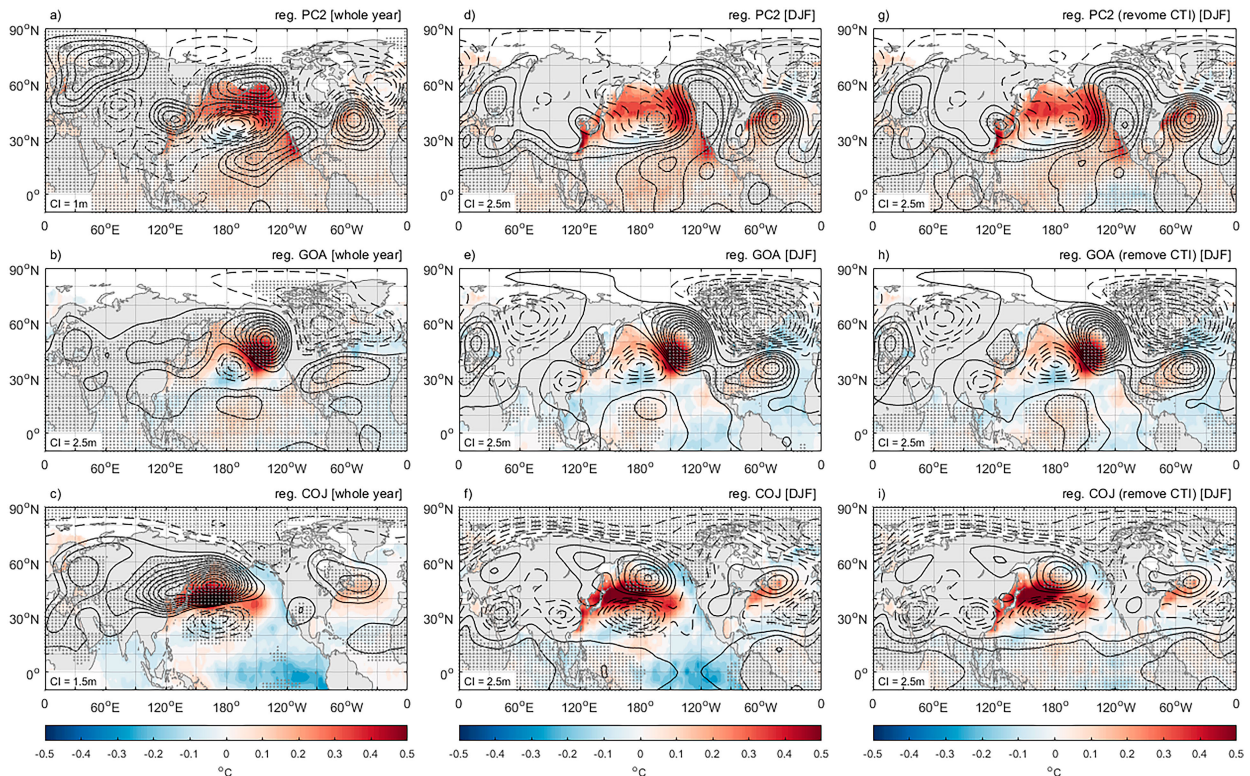 a) reg. PC2 [whole year]
90°N
60°N
30°N
0°
CI = 1m
0 60°E 120°E 180° 120°W 60°W 0
d) reg. PC2 [DJF]
90°N
60°N
30°N
0°
CI = 2.5m
0 60°E 120°E 180° 120°W 60°W 0
g) reg. PC2 (revome CTI) [DJF]
90°N
60°N
30°N
0°
CI = 2.5m
0 60°E 120°E 180° 120°W 60°W 0
b) reg. GOA [whole year]
90°N
60°N
30°N
0°
CI = 2.5m
0 60°E 120°E 180° 120°W 60°W 0
e) reg. GOA [DJF]
90°N
60°N
30°N
0°
CI = 2.5m
0 60°E 120°E 180° 120°W 60°W 0
h) reg. GOA (remove CTI) [DJF]
90°N
60°N
30°N
0°
CI = 2.5m
0 60°E 120°E 180° 120°W 60°W 0
c) reg. COJ [whole year]
90°N
60°N
30°N
0°
CI = 1.5m
0 60°E 120°E 180° 120°W 60°W 0
f) reg. COJ [DJF]
90°N
60°N
30°N
0°
CI = 2.5m
0 60°E 120°E 180° 120°W 60°W 0
i) reg. COJ (remove CTI) [DJF]
90°N
60°N
30°N
0°
CI = 2.5m
0 60°E 120°E 180° 120°W 60°W 0
-0.5 -0.4 -0.3 -0.2 -0.1 0 0.1 0.2 0.3 0.4 0.5
°C
-0.5 -0.4 -0.3 -0.2 -0.1 0 0.1 0.2 0.3 0.4 0.5
°C
-0.5 -0.4 -0.3 -0.2 -0.1 0 0.1 0.2 0.3 0.4 0.5
°C